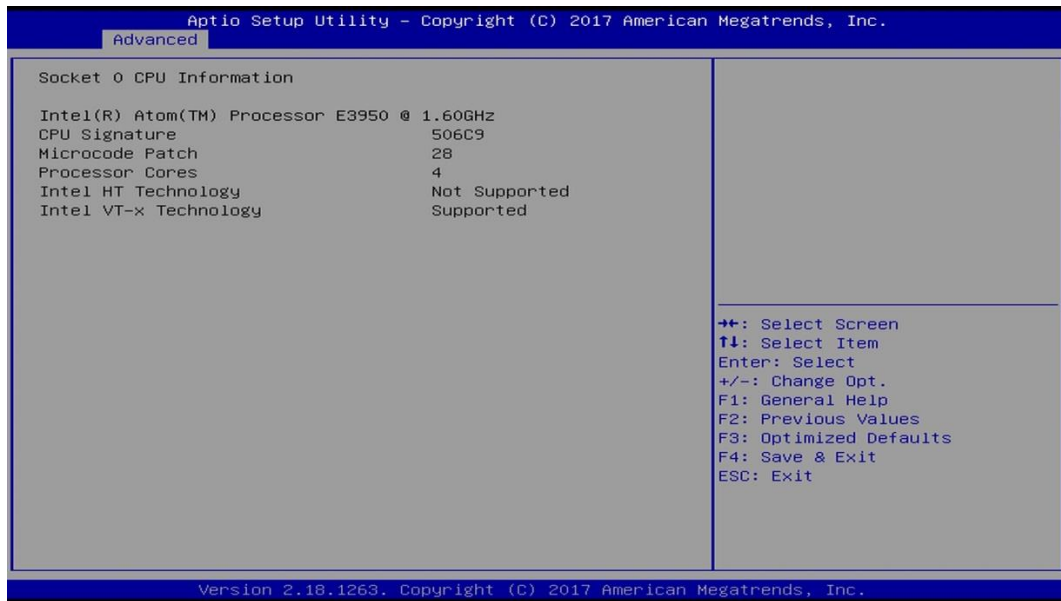 Aptio Setup Utility – Copyright (C) 2017 American Megatrends, Inc.
Advanced
Socket 0 CPU Information
Intel(R) Atom(TM) Processor E3950 @ 1.60GHz
CPU Signature 506C9
Microcode Patch 28
Processor Cores 4
Intel HT Technology Not Supported
Intel VT-x Technology Supported
→←: Select Screen
↑↓: Select Item
Enter: Select
+/-: Change Opt.
F1: General Help
F2: Previous Values
F3: Optimized Defaults
F4: Save & Exit
ESC: Exit
Version 2.18.1263. Copyright (C) 2017 American Megatrends, Inc.